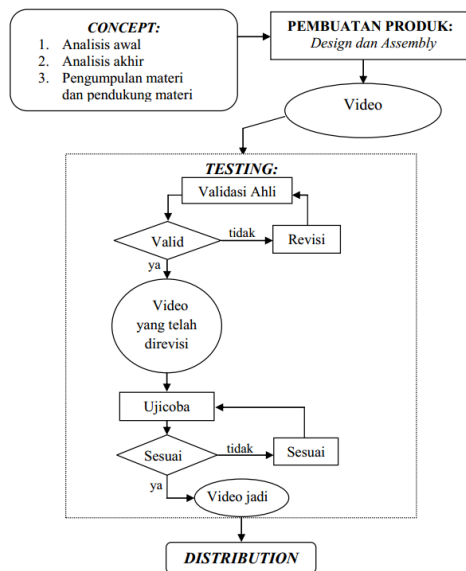 CONCEPT:
1. Analisis awal
2. Analisis akhir
3. Pengumpulan materi
dan pendukung materi
PEMBUATAN PRODUK:
Design dan Assembly
Video
TESTING:
Validasi Ahli
Valid
tidak
Revisi
ya
Video
yang telah
direvisi
Ujicoba
Sesuai
tidak
Sesuai
ya
Video jadi
DISTRIBUTION